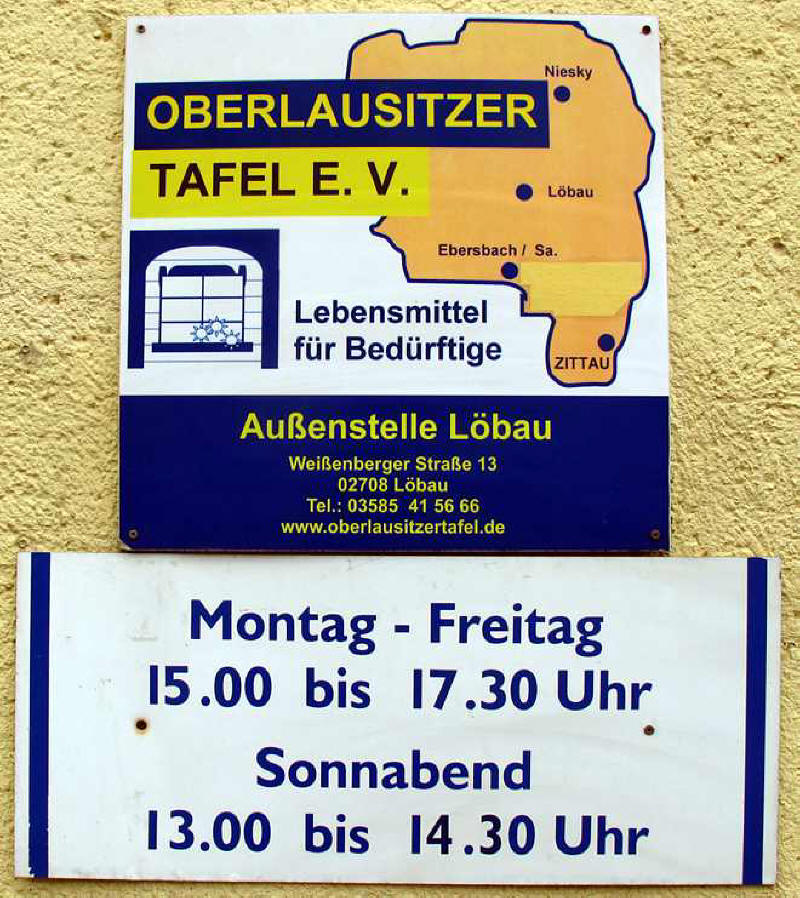 Niesky
OBERLAUSITZER
TAFEL E. V.
Löbau
Ebersbach / Sa.
Lebensmittel
für Bedürftige
ZITTAU
Außenstelle Löbau
Weißenberger Straße 13
02708 Löbau
Tel.: 03585 41 56 66
www.oberlausitzertafel.de
Montag - Freitag
15.00 bis 17.30 Uhr
Sonnabend
13.00 bis 14.30 Uhr